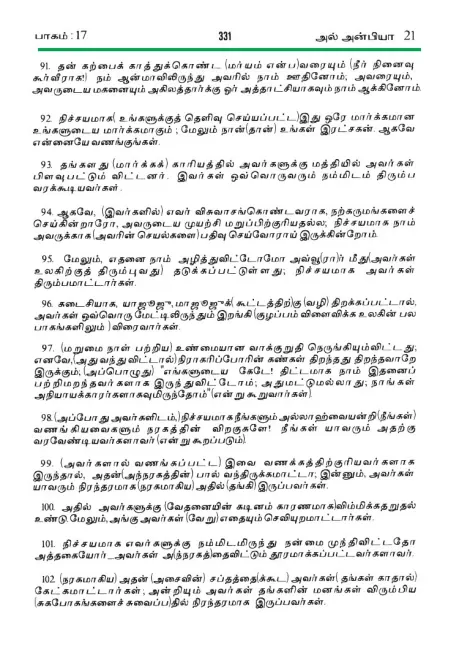 பாகம் : 17 331 அல் அன்பியா 21
91. தன் கற்பைக் காத்துக்கொண்ட (மர்யம் என்ப)வரையும் (நீர் நினைவு
கூர்வீராக!) நம் ஆன்மாவிலிருந்து அவரில் நாம் ஊதினோம்; அவரையும்,
அவருடைய மகனையும் அகிலத்தார்க்கு ஓர் அத்தாட்சியாகவும் நாம் ஆக்கினோம்.
92. நிச்சயமாக( உங்களுக்குத் தெளிவு செய்யப்பட்ட)இது ஒரே மார்க்கமான
உங்களுடைய மார்க்கமாகும் ; மேலும் நான்(தான்) உங்கள் இரட்சகன். ஆகவே
என்னையேவணங்குங்கள்.
93. தங்களது (மார்க்கக்) காரியத்தில் அவர்களுக்கு மத்தியில் அவர்கள்
பிளவுபட்டும் விட்டனர். இவர்கள் ஒவ்வொருவரும் நம்மிடம் திரும்ப
வரக்கூடியவர்கள் .
94. ஆகவே, (இவர்களில்) எவர் விசுவாசங்கொண்டவராக, நற்கருமங்களைச்
செய்கின்றாரோ, அவருடைய முயற்சி மறுப்பிற்குரியதல்ல; நிச்சயமாக நாம்
அவருக்காக (அவரின் செயல்களை) பதிவு செய்வோராய் இருக்கின்றோம்.
95. மேலும், எதனை நாம் அழித்துவிட்டோமோ அவ்வூ(ரா)ர் மீது(அவர்கள்
உலகிற்குத் திரும்புவது) தடுக்கப்பட்டுள்ளது; நிச்சயமாக அவர்கள்
திரும்பமாட்டார்கள்.
96. கடைசியாக, யாஜூஜு,மாஜூஜுக்( கூட்டத்திற்)கு (வழி) திறக்கப்பட்டால்,
அவர்கள் ஒவ்வொரு மேட்டிலிருந்தும் இறங்கி (குழப்பம் விளைவிக்க உலகின் பல
பாகங்களிலும் ) விரைவார்கள்.
97. (மறுமை நாள் பற்றிய) உண்மையான வாக்குறுதி நெருங்கியும்விட்டது;
எனவே,(அதுவந்துவிட்டால்) நிராகரிப்போரின் கண்கள் திறந்தது திறந்தவாறே
இருக்கும்; (அப்பொழுது) "எங்களுடைய கேடே! திட்டமாக நாம் இதனைப்
பற்றிமறந்தவர்களாக இருந்துவிட்டோம்; அதுமட்டுமல்லாது; நாங்கள்
அநியாயக்காரர்களாகவுமிருந்தோம்"(என்று கூறுவார்கள்).
98. (அப்போது அவர்களிடம்,) நிச்சயமாக நீங்களும் அல்லாஹ்வையன்றி (நீங்கள்)
வணங்கியவைகளும் நரகத்தின் விறகுகளே! நீங்கள் யாவரும் அதற்கு
வரவேண்டியவர்களாவர் (என்று கூறப்படும்).
99. (அவர்களால் வணங்கப்பட்ட) இவை வணக்கத்திற்குரியவர்களாக
இருந்தால், அதன்(அந்நரகத்தின்) பால் வந்திருக்கமாட்டா; இன்னும், அவர்கள்
யாவரும் நிரந்தரமாக (நரகமாகிய) அதில் (தங்கி) இருப்பவர்கள்.
100. அதில் அவர்களுக்கு (வேதனையின் கடினம் காரணமாக)விம்மிக்கதறுதல்
உண்டு. மேலும், அங்கு அவர்கள் (வேறு) எதையும் செவியுறமாட்டார்கள்.
101. நிச்சயமாக எவர்களுக்கு நம்மிடமிருந்து நன்மை முந்திவிட்டதோ
அத்தகையோர் _ அவர்கள் அ(ந்நரகத்)தைவிட்டும் தூரமாக்கப்பட்டவர்களாவர்.
102. (நரகமாகிய) அதன் (அசைவின்) சப்தத்தை(க்கூட) அவர்கள்( தங்கள் காதால்)
கேட்கமாட்டார்கள்; அன்றியும் அவர்கள் தங்களின் மனங்கள் விரும்பிய
(சுகபோகங்களைச் சுவைப்ப)தில் நிரந்தரமாக இருப்பவர்கள்.